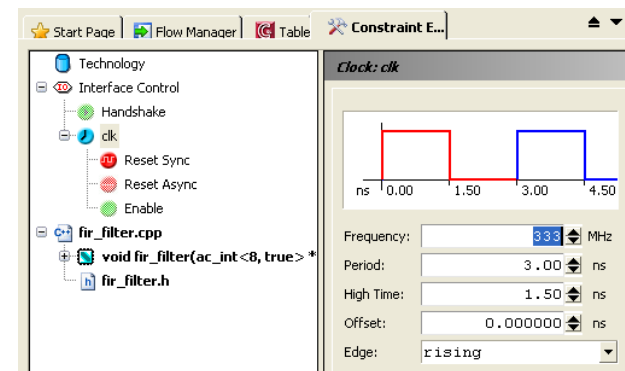 Start Page Flow Manager Table Constraint E...
Technology
Interface Control
Handshake
clk
Reset Sync
Reset Async
Enable
fir_filter.cpp
void fir_filter(ac_int<8, true> *
fir_filter.h
Clock: clk
ns 0.00 1.50 3.00 4.50
Frequency: 333 MHz
Period: 3.00 ns
High Time: 1.50 ns
Offset: 0.000000 ns
Edge: rising